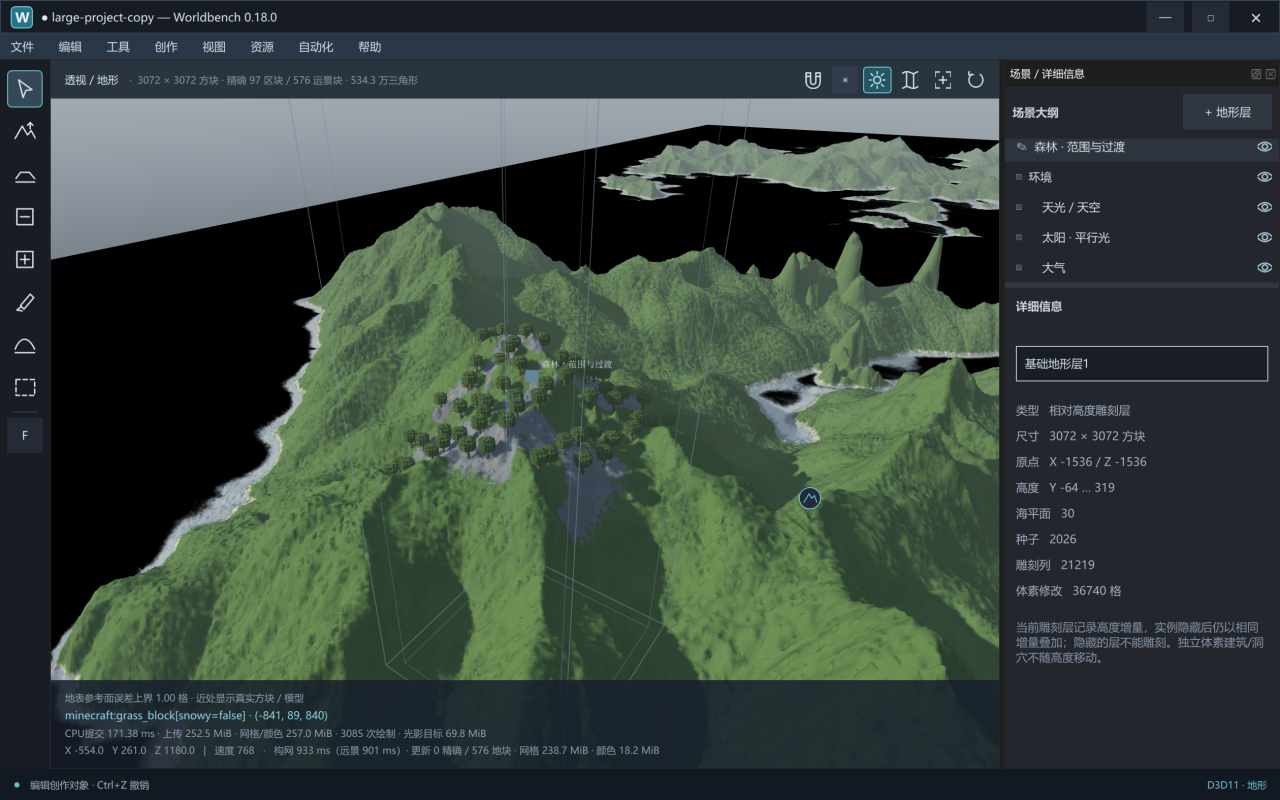 W ● large-project-copy — Worldbench 0.18.0
文件 编辑 工具 创作 视图 资源 自动化 帮助
透视 / 地形 · 3072 × 3072 方块 · 精确 97 区块 / 576 远景块 · 534.3 万三角形
场景 / 详细信息
场景大纲
+ 地形层
森林 · 范围与过渡
环境
天光 / 天空
太阳 · 平行光
大气
详细信息
基础地形层1
类型 相对高度雕刻层
尺寸 3072 × 3072 方块
原点 X -1536 / Z -1536
高度 Y -64 ... 319
海平面 30
种子 2026
雕刻列 21219
体素修改 36740 格
当前雕刻层记录高度增量，实例隐藏后仍以相同
增量叠加；隐藏的层不能雕刻。独立体素建筑/洞
穴不随高度移动。
F
森林 · 范围与过渡
地表参考面误差上界 1.00 格 · 近处显示真实方块 / 模型
minecraft:grass_block[snowy=false] · (-841, 89, 840)
CPU提交 171.38 ms · 上传 252.5 MiB · 网格/颜色 257.0 MiB · 3085 次绘制 · 光影目标 69.8 MiB
X -554.0 Y 261.0 Z 1180.0 | 速度 768 · 构网 933 ms（远景 901 ms）· 更新 0 精确 / 576 地块 · 网格 238.7 MiB · 颜色 18.2 MiB
编辑创作对象 · Ctrl+Z 撤销
D3D11 · 地形